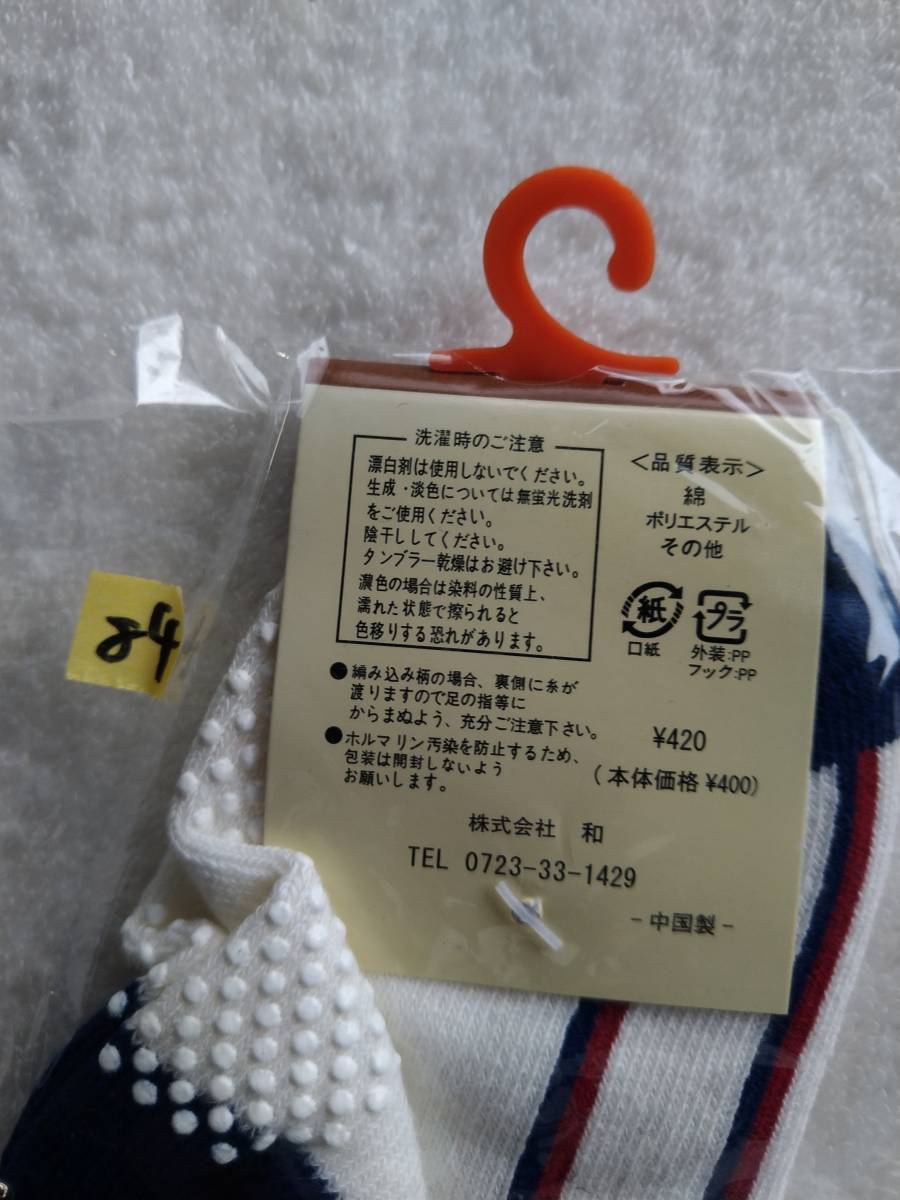 84
洗濯時のご注意
漂白剤は使用しないでください。
生成・淡色については無蛍光洗剤
をご使用ください。
陰干ししてください。
タンブラー乾燥はお避け下さい。
濃色の場合は染料の性質上、
濡れた状態で擦られると
色移りする恐れがあります。
●編み込み柄の場合、裏側に糸が
渡りますので足の指等に
からまぬよう、充分ご注意下さい。
●ホルマリン汚染を防止するため、
包装は開封しないよう
お願いします。
＜品質表示＞
綿
ポリエステル
その他
紙
口紙
プラ
外装:PP
フック:PP
¥420
(本体価格¥400)
株式会社 和
TEL 0723-33-1429
-中国製-